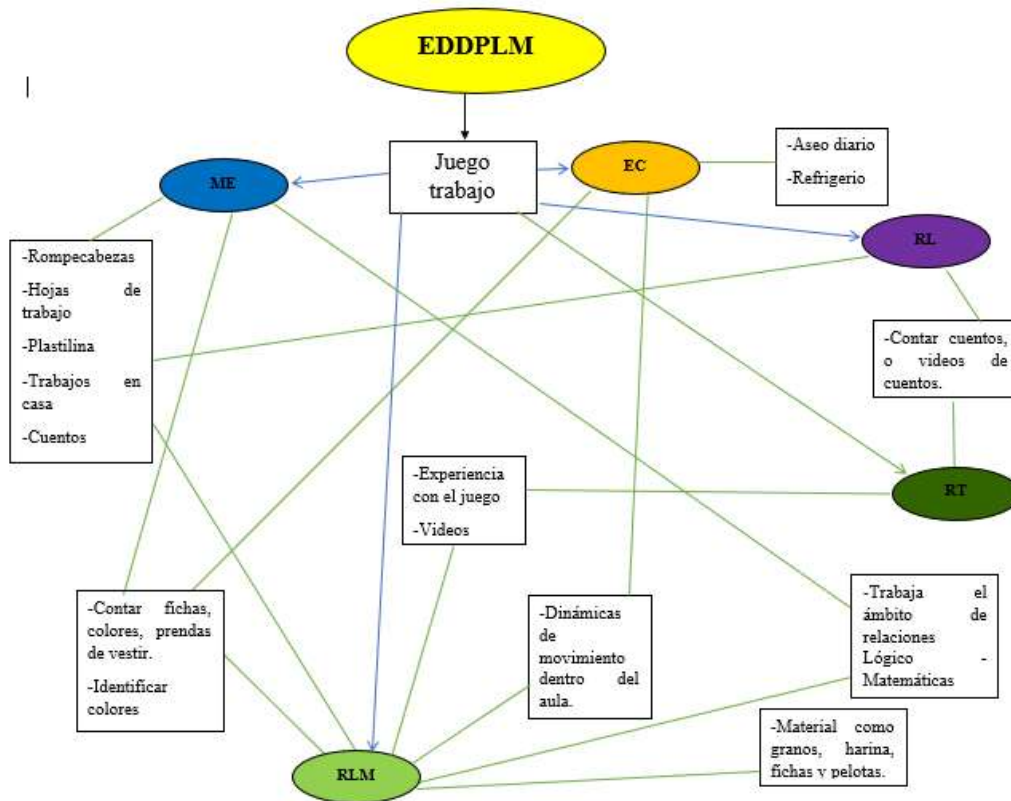 EDDPLM
Juego
trabajo
ME
EC
-Aseo diario
-Refrigerio
RL
-Rompecabezas
-Hojas de
trabajo
-Plastilina
-Trabajos en
casa
-Cuentos
-Contar cuentos,
o videos de
cuentos.
-Experiencia
con el juego
-Videos
RT
-Contar fichas,
colores, prendas
de vestir.
-Identificar
colores
-Dinámicas
de
movimiento
dentro del
aula.
-Trabaja el
ámbito de
relaciones
Lógico -
Matemáticas
-Material como
granos, harina,
fichas y pelotas.
RLM